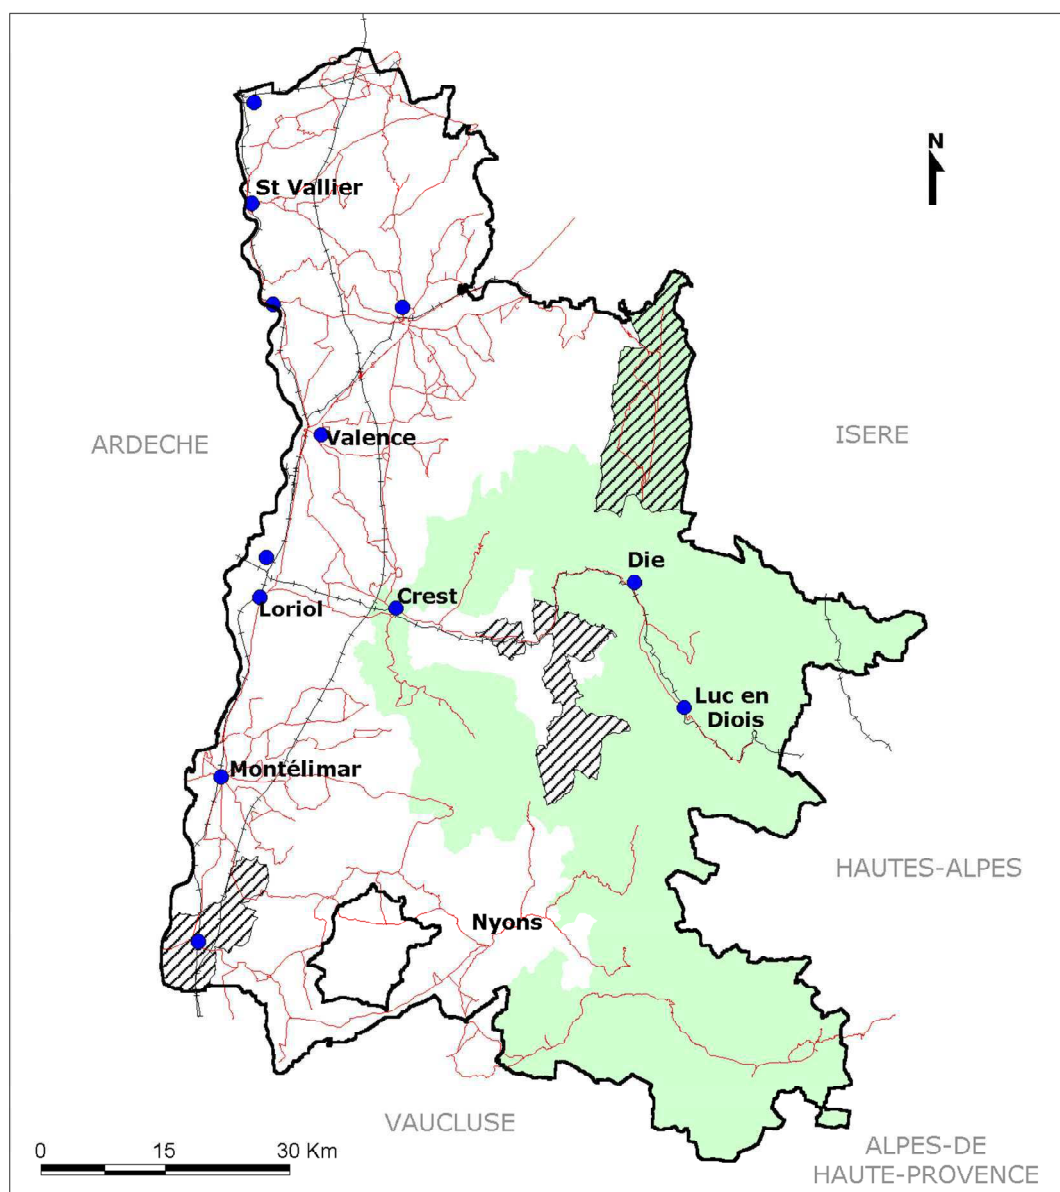 N
St Vallier
ARDECHE
Valence
ISERE
Die
Crest
Loriol
Luc en
Diois
Montélimar
HAUTES-ALPES
Nyons
VAUCLUSE
ALPES-DE
HAUTE-PROVENCE
0 15 30 Km